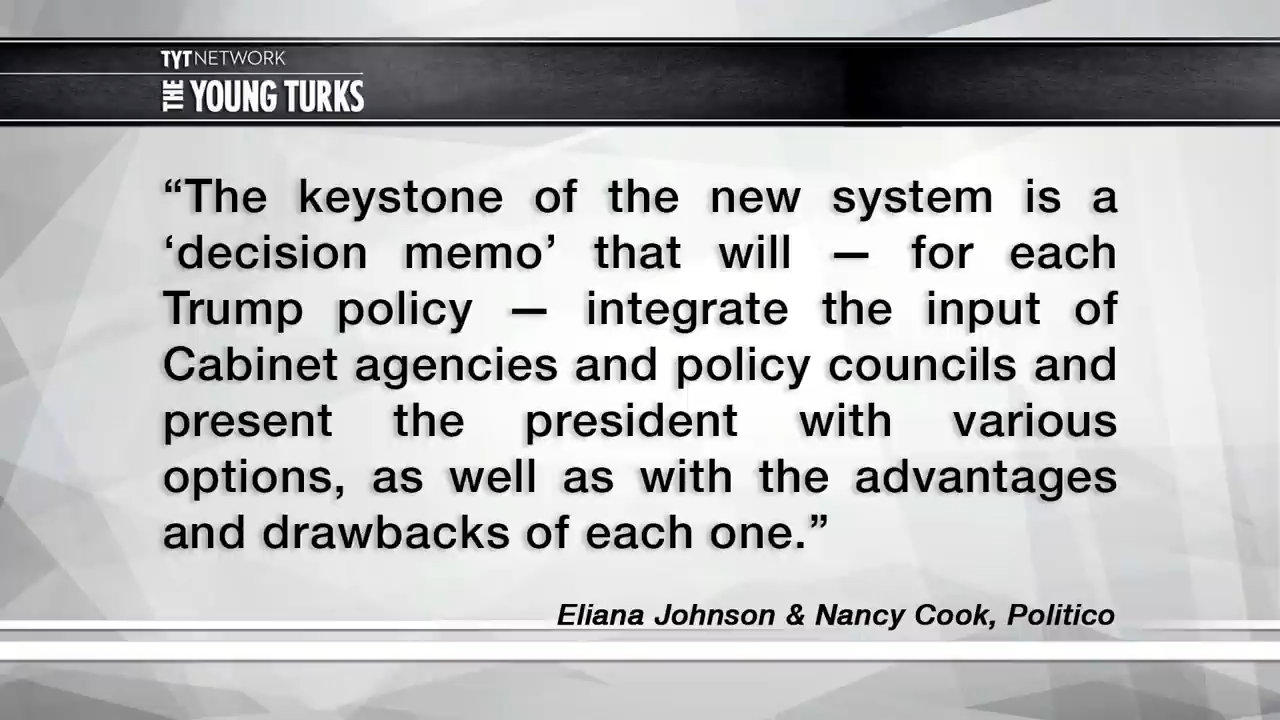 TYT NETWORK
THE YOUNG TURKS
“The keystone of the new system is a
‘decision memo’ that will — for each
Trump policy — integrate the input of
Cabinet agencies and policy councils and
present the president with various
options, as well as with the advantages
and drawbacks of each one.”
Eliana Johnson & Nancy Cook, Politico